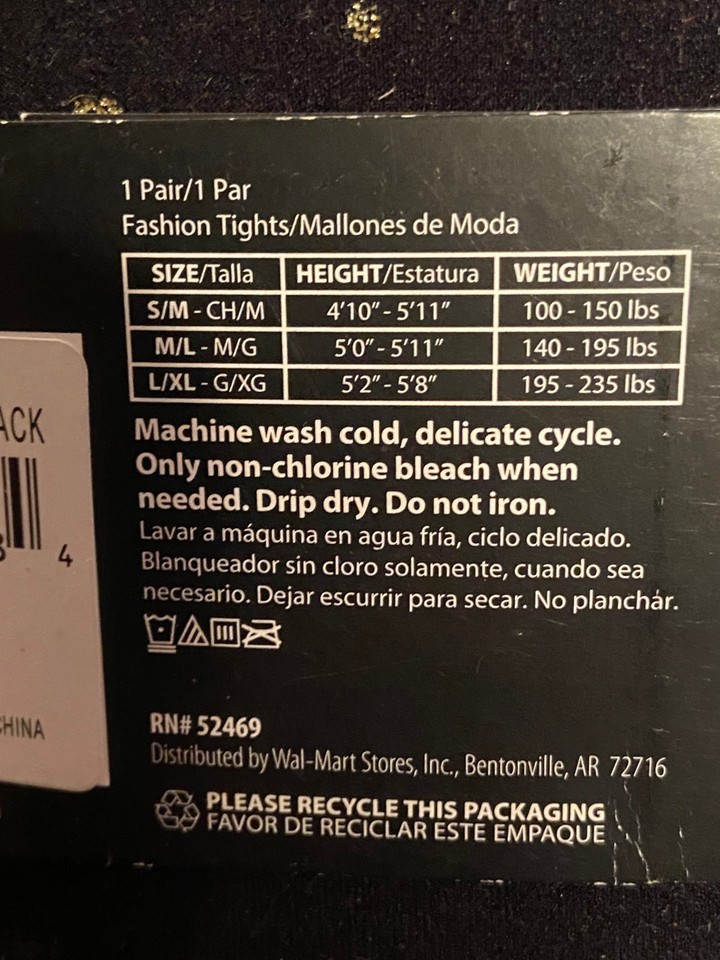 1 Pair/1 Par
Fashion Tights/Mallones de Moda
SIZE/Talla HEIGHT/Estatura WEIGHT/Peso
S/M - CH/M 4'10" - 5'11" 100 - 150 lbs
M/L - M/G 5'0" - 5'11" 140 - 195 lbs
L/XL - G/XG 5'2" - 5'8" 195 - 235 lbs
Machine wash cold, delicate cycle.
Only non-chlorine bleach when
needed. Drip dry. Do not iron.
Lavar a máquina en agua fría, ciclo delicado.
Blanqueador sin cloro solamente, cuando sea
necesario. Dejar escurrir para secar. No planchár.
RN# 52469
Distributed by Wal-Mart Stores, Inc., Bentonville, AR 72716
PLEASE RECYCLE THIS PACKAGING
FAVOR DE RECICLAR ESTE EMPAQUE
ACK
4
HINA